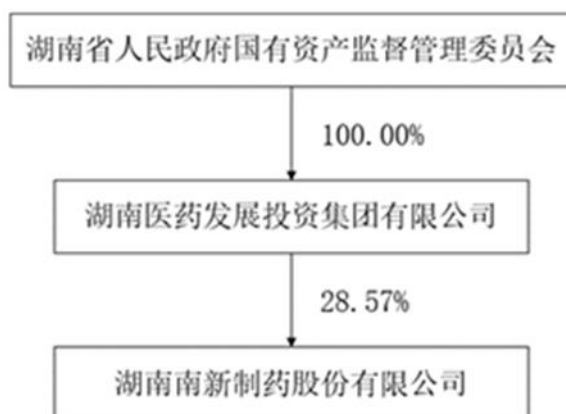 湖南省人民政府国有资产监督管理委员会
100.00%
湖南医药发展投资集团有限公司
28.57%
湖南南新制药股份有限公司